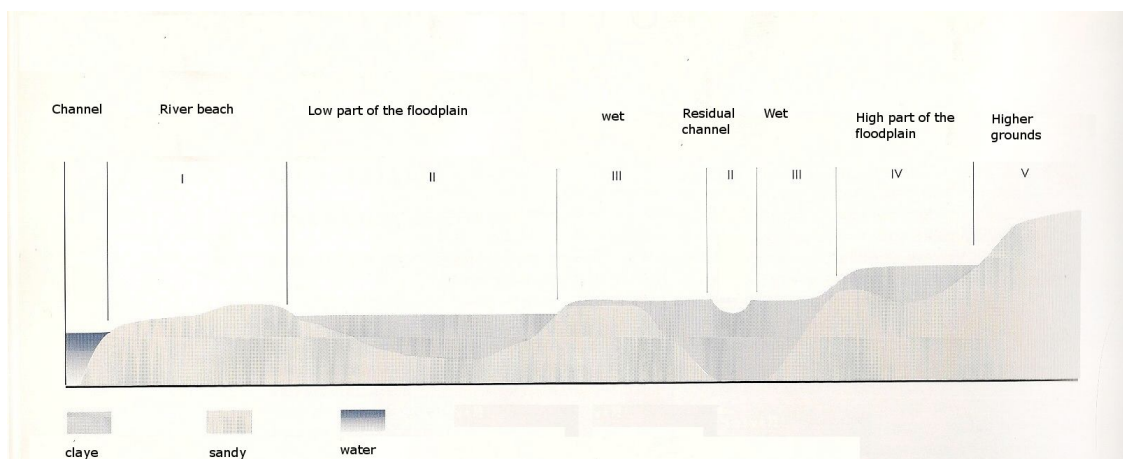 Channel
River beach
Low part of the floodplain
wet
Residual
channel
Wet
High part of the
floodplain
Higher
grounds
I
II
III
II
III
IV
V
claye
sandy
water